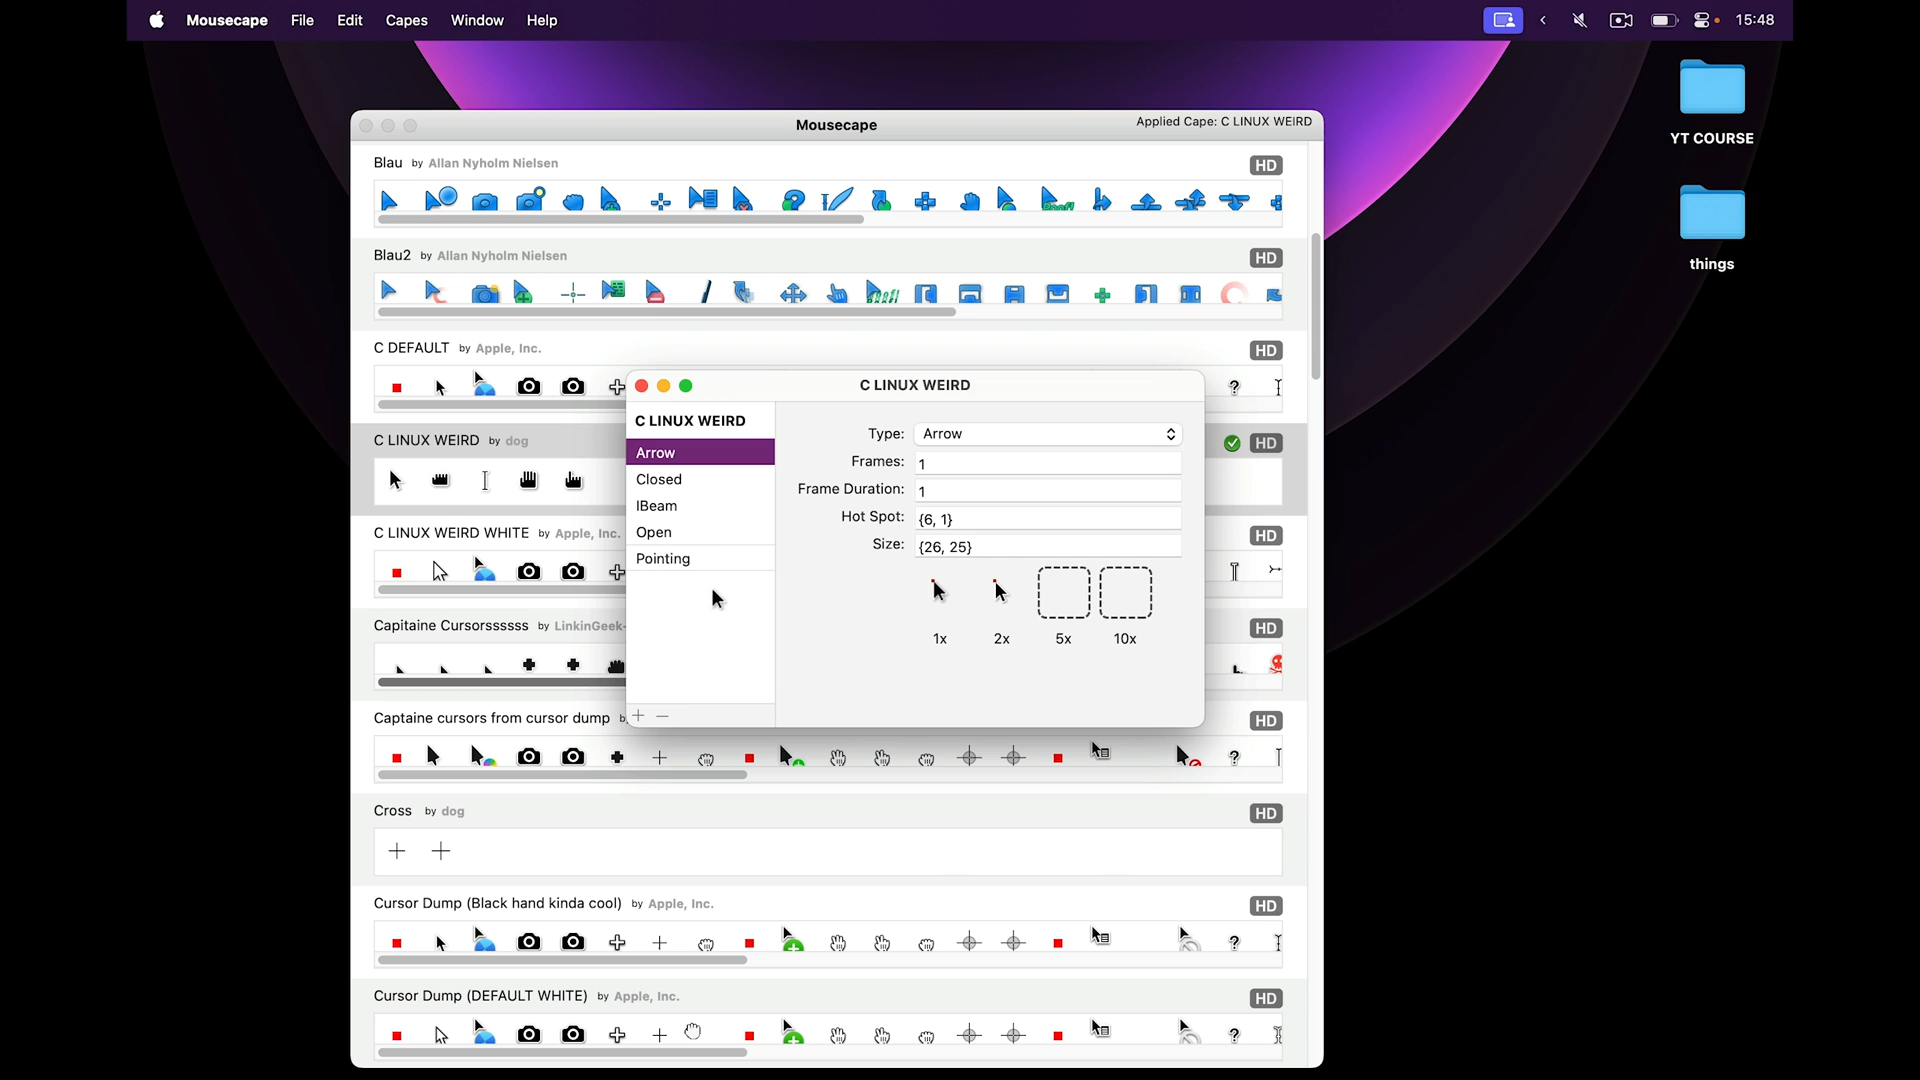 Mousecape File Edit Capes Window Help 15:48
YT COURSE
things
Mousecape
Applied Cape: C LINUX WEIRD
Blau by Allan Nyholm Nielsen HD
Blau2 by Allan Nyholm Nielsen HD
C DEFAULT by Apple, Inc. HD
C LINUX WEIRD by dog HD
C LINUX WEIRD WHITE by Apple, Inc. HD
Capitaine Cursorssssss by LinkinGeek- HD
Captaine cursors from cursor dump HD
Cross by dog HD
Cursor Dump (Black hand kinda cool) by Apple, Inc. HD
Cursor Dump (DEFAULT WHITE) by Apple, Inc. HD
C LINUX WEIRD
C LINUX WEIRD
Arrow
Closed
IBeam
Open
Pointing
Type: Arrow
Frames: 1
Frame Duration: 1
Hot Spot: {6, 1}
Size: {26, 25}
1x 2x 5x 10x